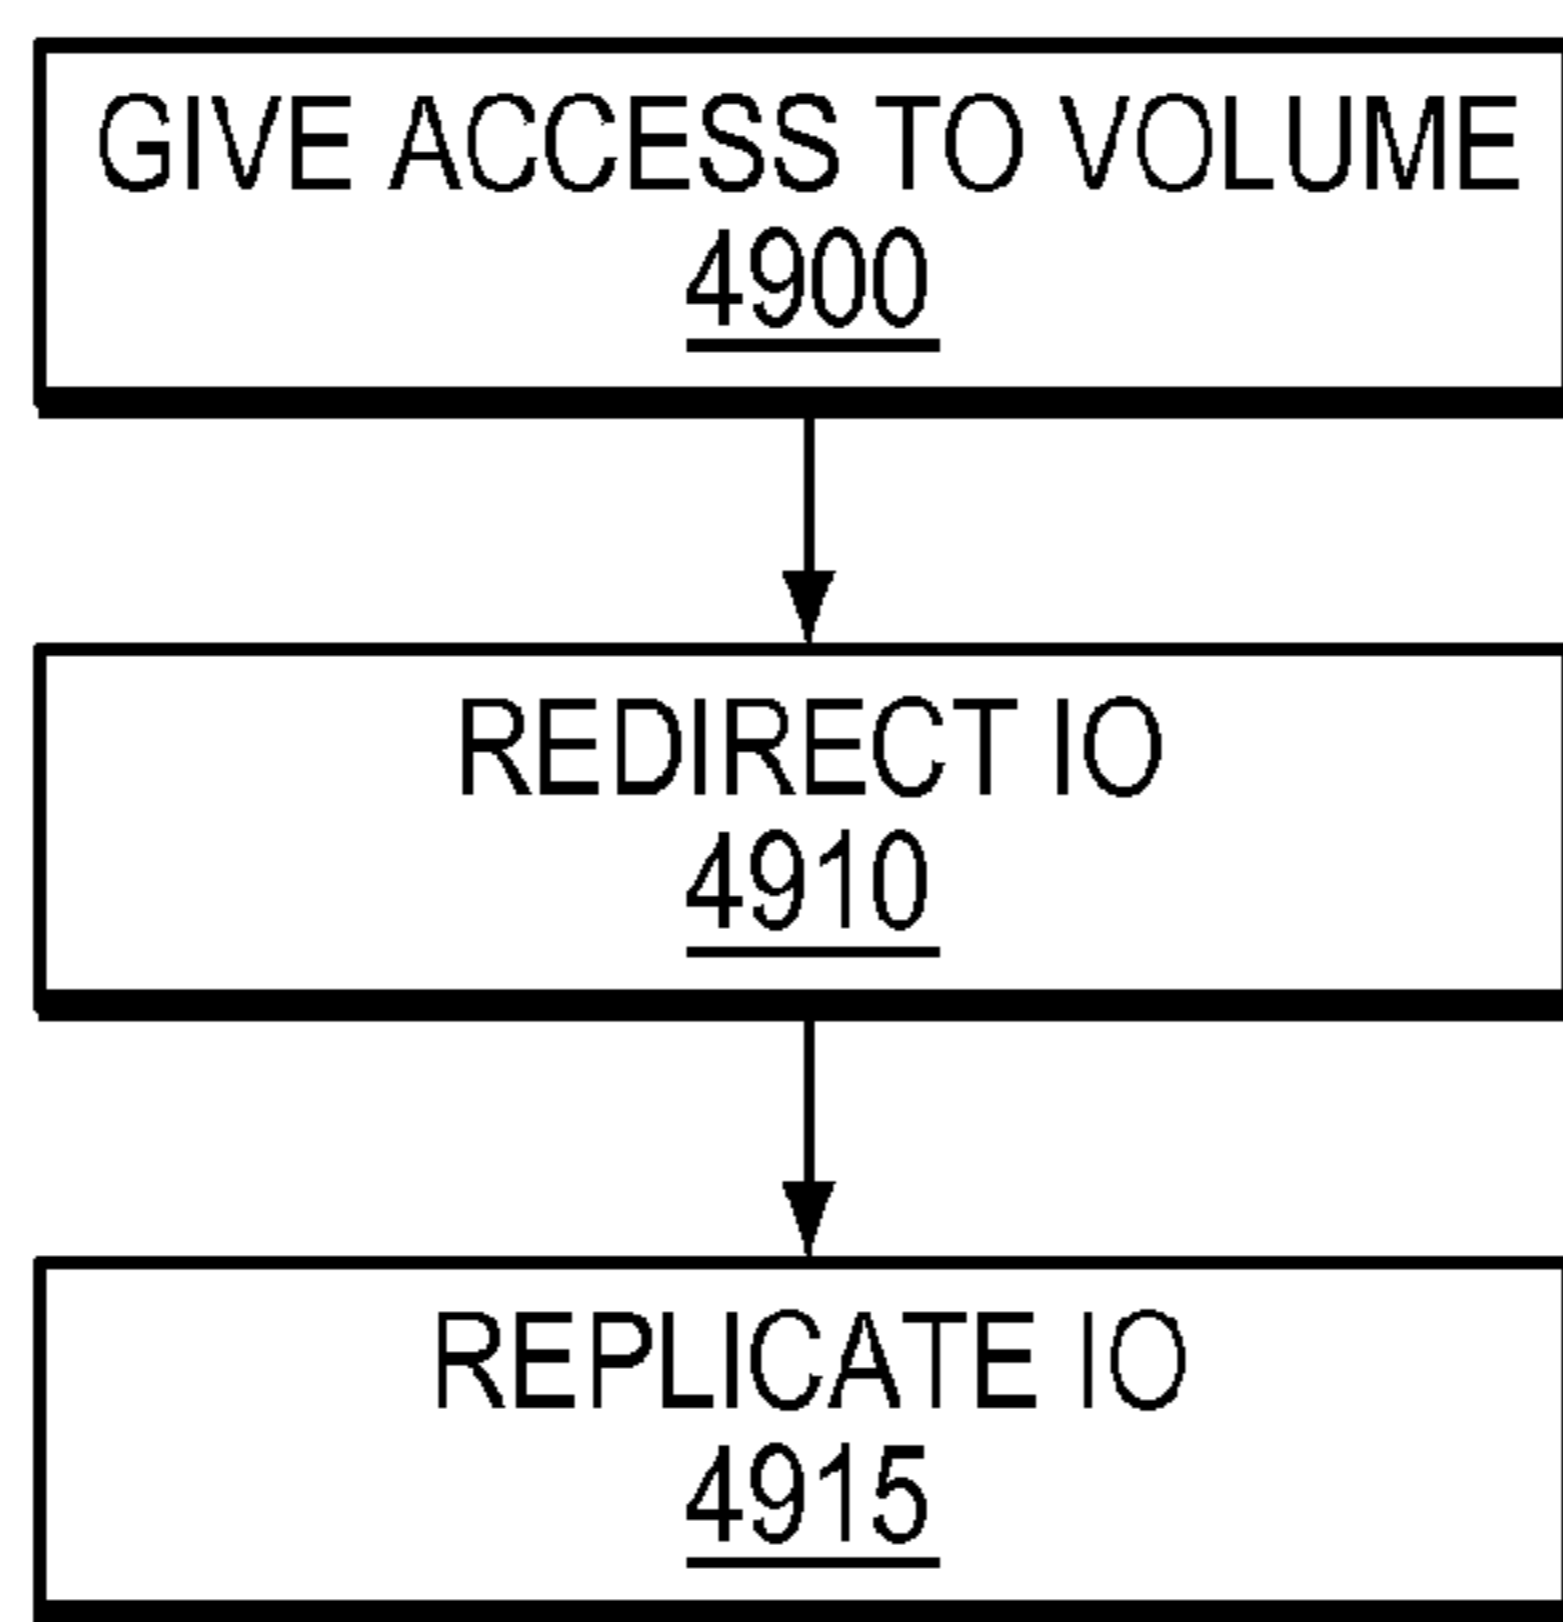 GIVE ACCESS TO VOLUME
4900
REDIRECT IO
4910
REPLICATE IO
4915